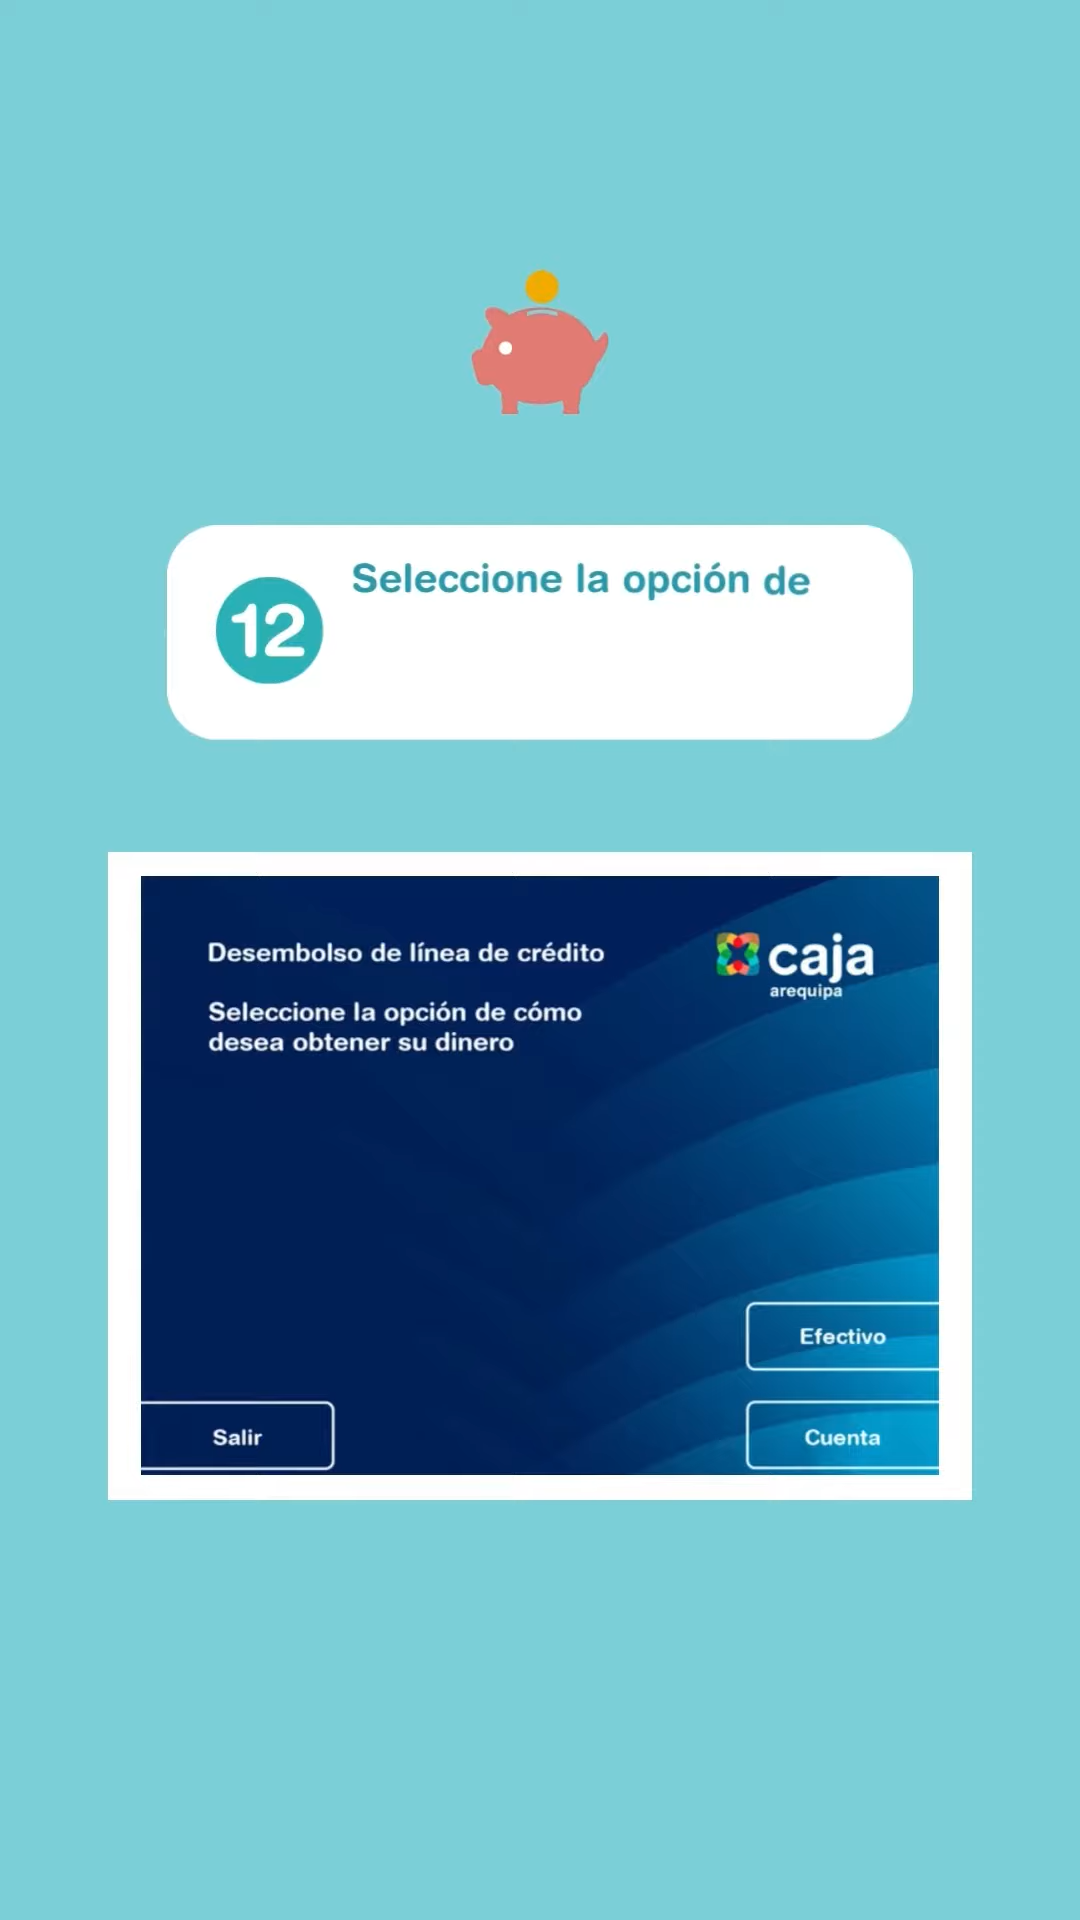 12
Seleccione la opción de
Desembolso de línea de crédito
caja
arequipa
Seleccione la opción de cómo
desea obtener su dinero
Efectivo
Salir
Cuenta